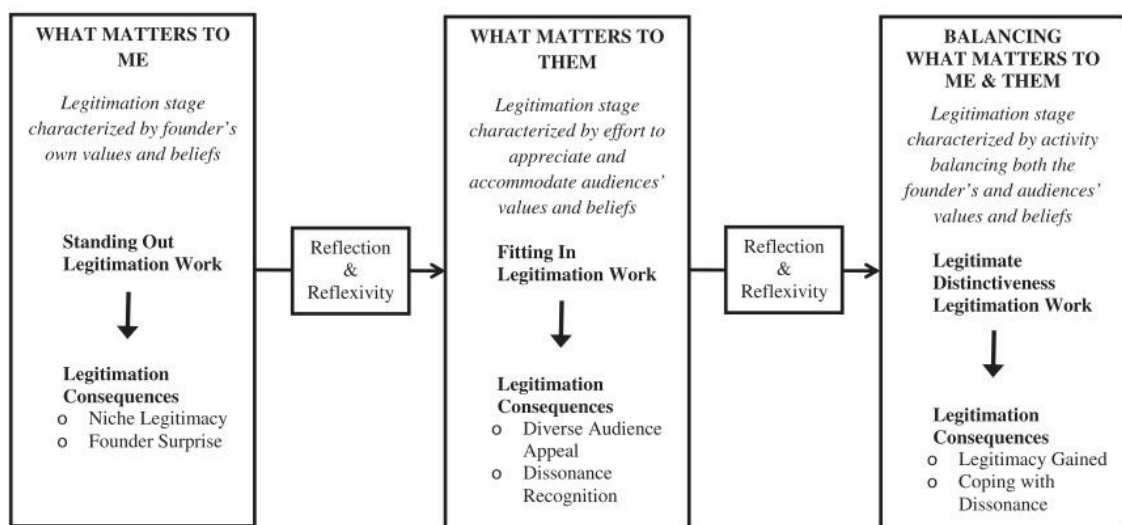 WHAT MATTERS TO
ME
Legitimation stage
characterized by founder's
own values and beliefs
Standing Out
Legitimation Work
Legitimation
Consequences
o Niche Legitimacy
o Founder Surprise
Reflection
&
Reflexivity
WHAT MATTERS TO
THEM
Legitimation stage
characterized by effort to
appreciate and
accommodate audiences'
values and beliefs
Fitting In
Legitimation Work
Legitimation
Consequences
o Diverse Audience
Appeal
o Dissonance
Recognition
Reflection
&
Reflexivity
BALANCING
WHAT MATTERS TO
ME & THEM
Legitimation stage
characterized by activity
balancing both the
founder's and audiences'
values and beliefs
Legitimate
Distinctiveness
Legitimation Work
Legitimation
Consequences
o Legitimacy Gained
o Coping with
Dissonance